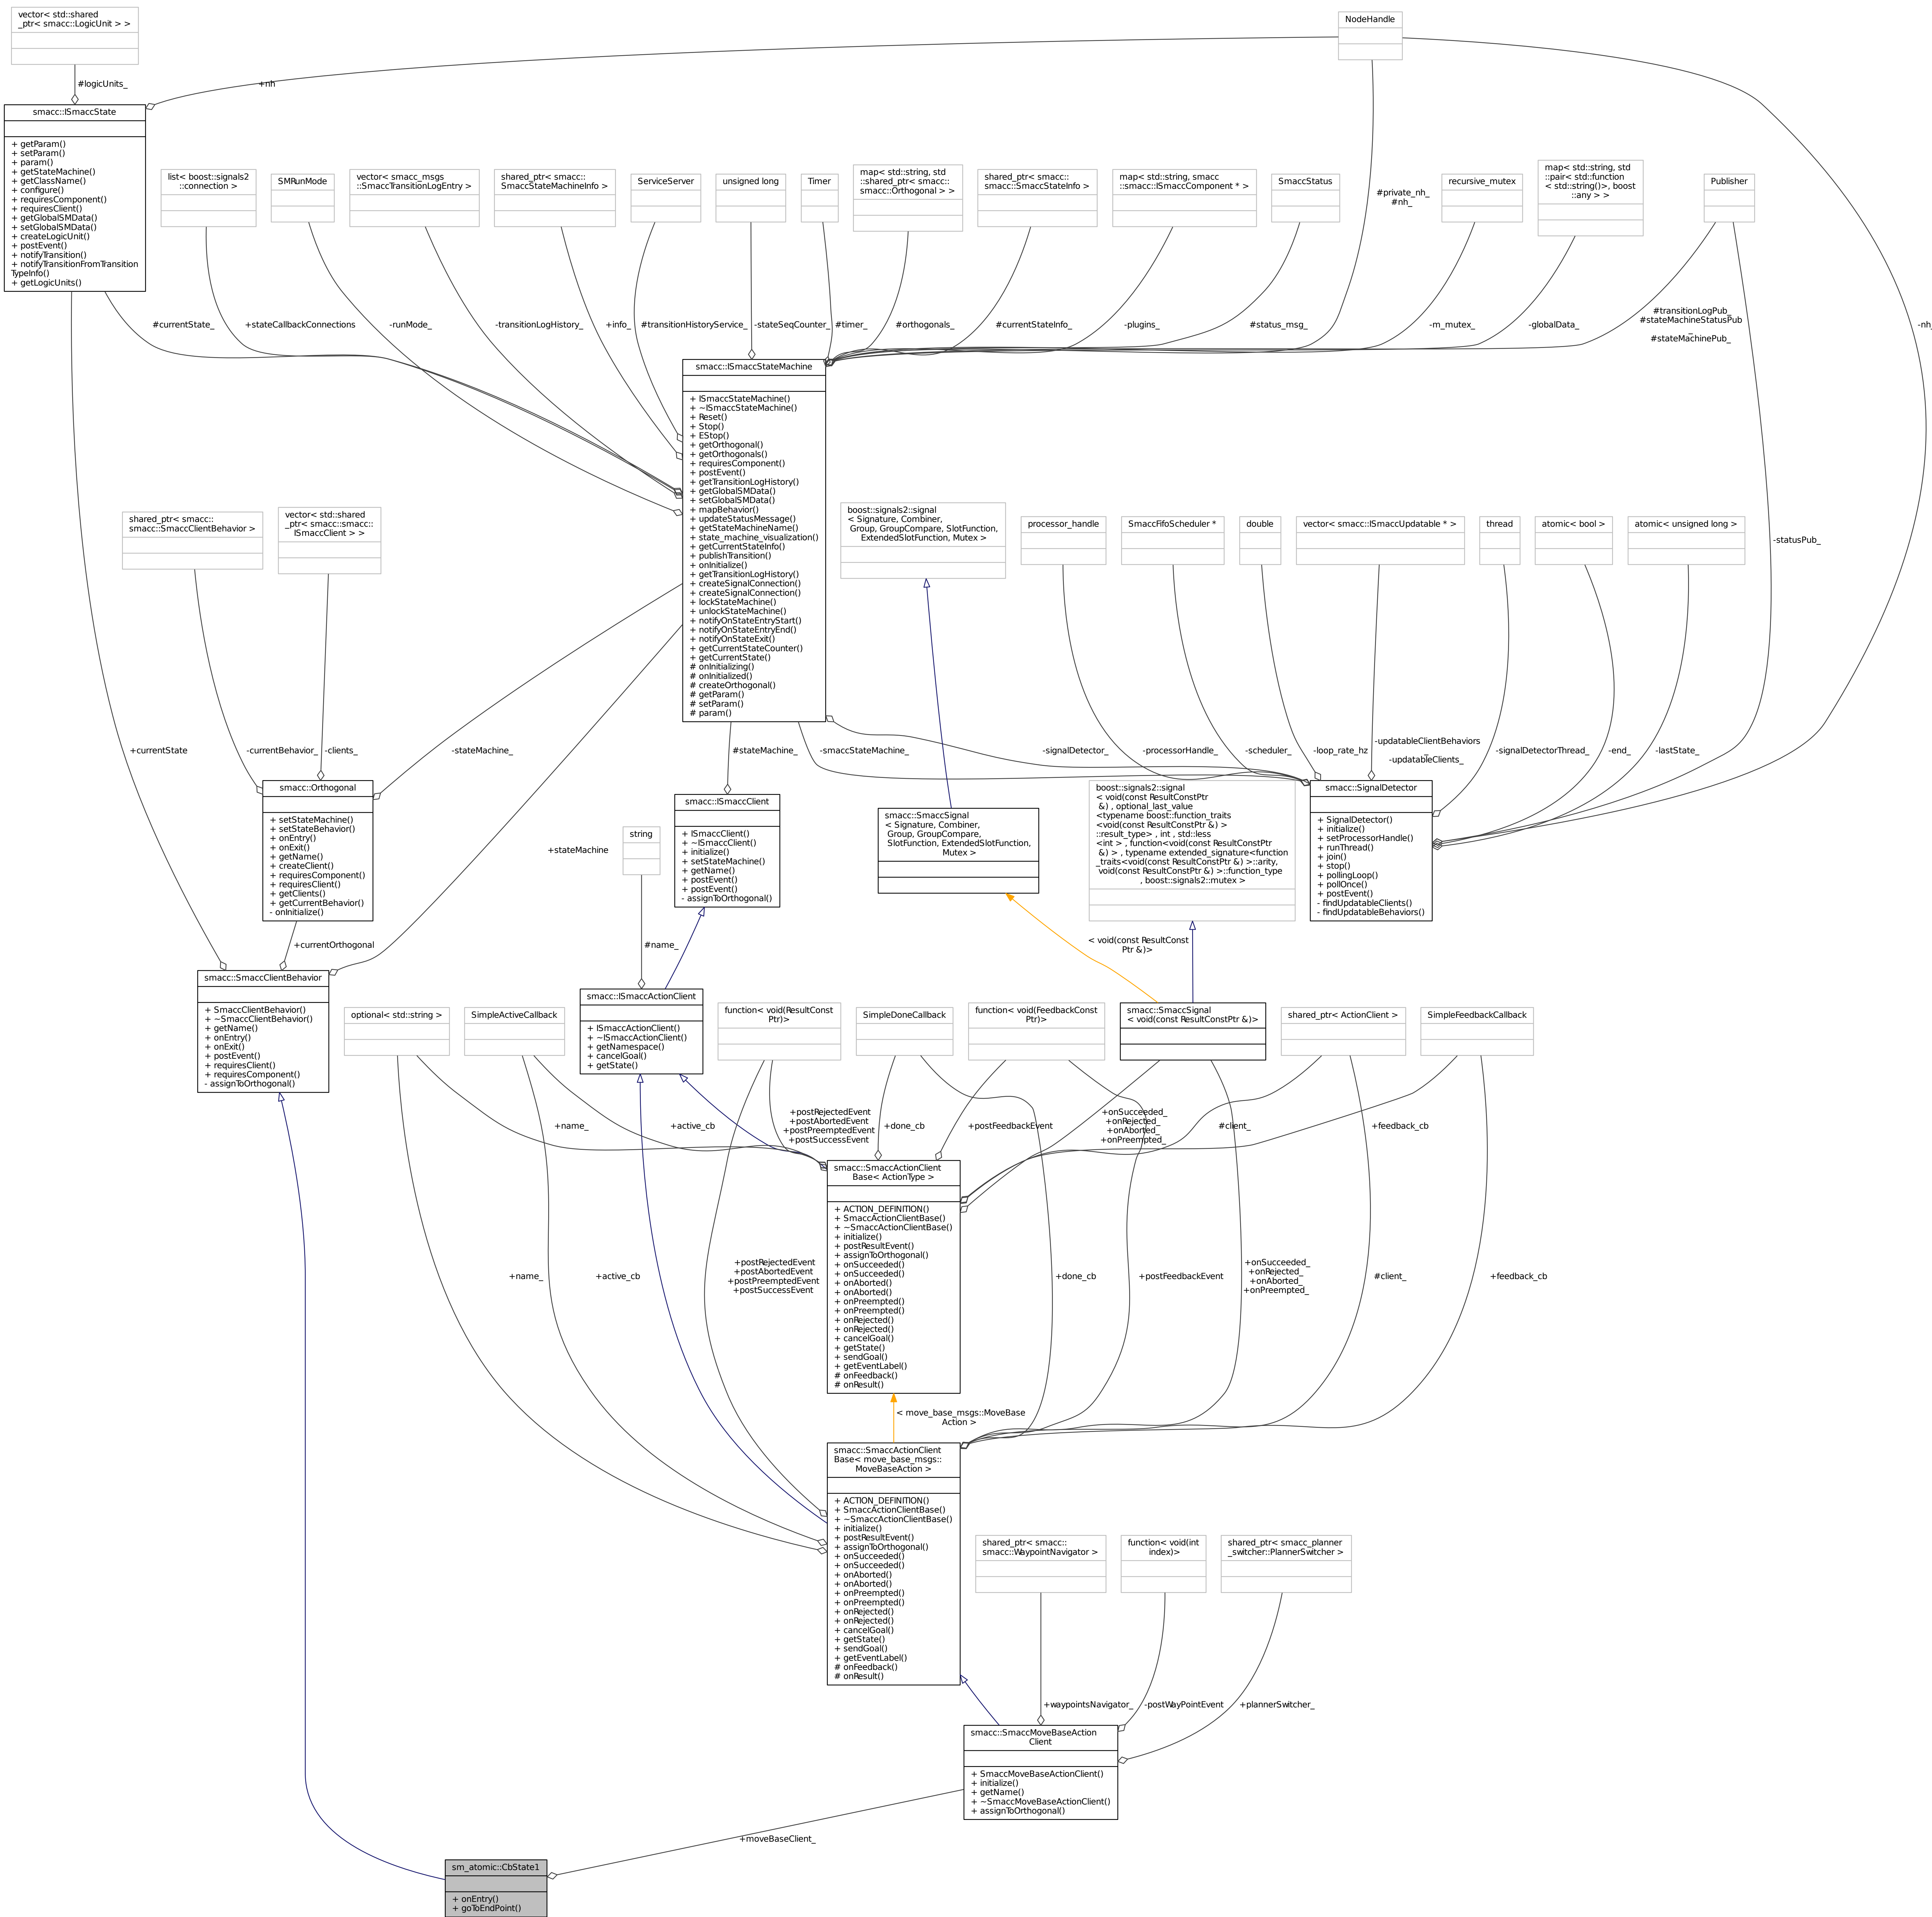 vector< std::shared
_ptr< smacc::LogicUnit > >
NodeHandle
#logicUnits_
+nh
smacc::ISmaccState
+ getParam()
+ setParam()
+ param()
+ getStateMachine()
+ getClassName()
+ configure()
+ requiresComponent()
+ requiresClient()
+ getGlobalSMData()
+ setGlobalSMData()
+ createLogicUnit()
+ postEvent()
+ notifyTransition()
+ notifyTransitionFromTransition
TypeInfo()
+ getLogicUnits()
list< boost::signals2
::connection >
SMRunMode
vector< smacc_msgs
::SmaccTransitionLogEntry >
shared_ptr< smacc::
SmaccStateMachineInfo >
ServiceServer
unsigned long
Timer
map< std::string, std
::shared_ptr< smacc::
smacc::Orthogonal > >
shared_ptr< smacc::
smacc::SmaccStateInfo >
map< std::string, smacc
::smacc::ISmaccComponent * >
SmaccStatus
#private_nh_
#nh_
recursive_mutex
map< std::string, std
::pair< std::function
< std::string()>, boost
::any > >
Publisher
#currentState_
+stateCallbackConnections
-runMode_
-transitionLogHistory_
+info_
#transitionHistoryService_
-stateSeqCounter_
#timer_
#orthogonals_
#currentStateInfo_
-plugins_
#status_msg_
-m_mutex_
-globalData_
#transitionLogPub_
#stateMachineStatusPub
_
#stateMachinePub_
-nh_
smacc::ISmaccStateMachine
+ ISmaccStateMachine()
+ ~ISmaccStateMachine()
+ Reset()
+ Stop()
+ EStop()
+ getOrthogonal()
+ getOrthogonals()
+ requiresComponent()
+ postEvent()
+ getTransitionLogHistory()
+ getGlobalSMData()
+ setGlobalSMData()
+ mapBehavior()
+ updateStatusMessage()
+ getStateMachineName()
+ state_machine_visualization()
+ getCurrentStateInfo()
+ publishTransition()
+ onInitialize()
+ getTransitionLogHistory()
+ createSignalConnection()
+ createSignalConnection()
+ lockStateMachine()
+ unlockStateMachine()
+ notifyOnStateEntryStart()
+ notifyOnStateEntryEnd()
+ notifyOnStateExit()
+ getCurrentStateCounter()
+ getCurrentState()
# onInitializing()
# onInitialized()
# createOrthogonal()
# getParam()
# setParam()
# param()
shared_ptr< smacc::
smacc::SmaccClientBehavior >
vector< std::shared
_ptr< smacc::smacc::
ISmaccClient > >
boost::signals2::signal
< Signature, Combiner,
Group, GroupCompare, SlotFunction,
ExtendedSlotFunction, Mutex >
processor_handle
SmaccFifoScheduler *
double
vector< smacc::ISmaccUpdatable * >
thread
atomic< bool >
atomic< unsigned long >
-statusPub_
+currentState
-currentBehavior_
-clients_
-stateMachine_
#stateMachine_
-smaccStateMachine_
-signalDetector_
-processorHandle_
-scheduler_
-loop_rate_hz
-updatableClientBehaviors
_
-updatableClients_
-signalDetectorThread_
-end_
-lastState_
smacc::Orthogonal
+ setStateMachine()
+ setStateBehavior()
+ onEntry()
+ onExit()
+ getName()
+ createClient()
+ requiresComponent()
+ requiresClient()
+ getClients()
+ getCurrentBehavior()
- onInitialize()
+stateMachine
string
smacc::ISmaccClient
+ ISmaccClient()
+ ~ISmaccClient()
+ initialize()
+ setStateMachine()
+ getName()
+ postEvent()
+ postEvent()
- assignToOrthogonal()
smacc::SmaccSignal
< Signature, Combiner,
Group, GroupCompare,
SlotFunction, ExtendedSlotFunction,
Mutex >
boost::signals2::signal
< void(const ResultConstPtr
&) , optional_last_value
<typename boost::function_traits
<void(const ResultConstPtr &) >
::result_type> , int , std::less
<int > , function<void(const ResultConstPtr
&) > , typename extended_signature<function
_traits<void(const ResultConstPtr &) >::arity,
void(const ResultConstPtr &) >::function_type
, boost::signals2::mutex >
smacc::SignalDetector
+ SignalDetector()
+ initialize()
+ setProcessorHandle()
+ runThread()
+ join()
+ stop()
+ pollingLoop()
+ pollOnce()
+ postEvent()
- findUpdatableClients()
- findUpdatableBehaviors()
+currentOrthogonal
#name_
< void(const ResultConst
Ptr &)>
smacc::SmaccClientBehavior
+ SmaccClientBehavior()
+ ~SmaccClientBehavior()
+ getName()
+ onEntry()
+ onExit()
+ postEvent()
+ requiresClient()
+ requiresComponent()
- assignToOrthogonal()
optional< std::string >
SimpleActiveCallback
smacc::ISmaccActionClient
+ ISmaccActionClient()
+ ~ISmaccActionClient()
+ getNamespace()
+ cancelGoal()
+ getState()
function< void(ResultConst
Ptr)>
SimpleDoneCallback
function< void(FeedbackConst
Ptr)>
smacc::SmaccSignal
< void(const ResultConstPtr &)>
shared_ptr< ActionClient >
SimpleFeedbackCallback
+name_
+active_cb
+postRejectedEvent
+postAbortedEvent
+postPreemptedEvent
+postSuccessEvent
+done_cb
+postFeedbackEvent
+onSucceeded_
+onRejected_
+onAborted_
+onPreempted_
#client_
+feedback_cb
smacc::SmaccActionClient
Base< ActionType >
+ ACTION_DEFINITION()
+ SmaccActionClientBase()
+ ~SmaccActionClientBase()
+ initialize()
+ postResultEvent()
+ assignToOrthogonal()
+ onSucceeded()
+ onSucceeded()
+ onAborted()
+ onAborted()
+ onPreempted()
+ onPreempted()
+ onRejected()
+ onRejected()
+ cancelGoal()
+ getState()
+ sendGoal()
+ getEventLabel()
# onFeedback()
# onResult()
+name_
+active_cb
+postRejectedEvent
+postAbortedEvent
+postPreemptedEvent
+postSuccessEvent
+done_cb
+postFeedbackEvent
+onSucceeded_
+onRejected_
+onAborted_
+onPreempted_
#client_
+feedback_cb
< move_base_msgs::MoveBase
Action >
smacc::SmaccActionClient
Base< move_base_msgs::
MoveBaseAction >
+ ACTION_DEFINITION()
+ SmaccActionClientBase()
+ ~SmaccActionClientBase()
+ initialize()
+ postResultEvent()
+ assignToOrthogonal()
+ onSucceeded()
+ onSucceeded()
+ onAborted()
+ onAborted()
+ onPreempted()
+ onPreempted()
+ onRejected()
+ onRejected()
+ cancelGoal()
+ getState()
+ sendGoal()
+ getEventLabel()
# onFeedback()
# onResult()
shared_ptr< smacc::
smacc::WaypointNavigator >
function< void(int
index)>
shared_ptr< smacc_planner
_switcher::PlannerSwitcher >
+waypointsNavigator_
-postWayPointEvent
+plannerSwitcher_
smacc::SmaccMoveBaseAction
Client
+ SmaccMoveBaseActionClient()
+ initialize()
+ getName()
+ ~SmaccMoveBaseActionClient()
+ assignToOrthogonal()
+moveBaseClient_
sm_atomic::CbState1
+ onEntry()
+ goToEndPoint()